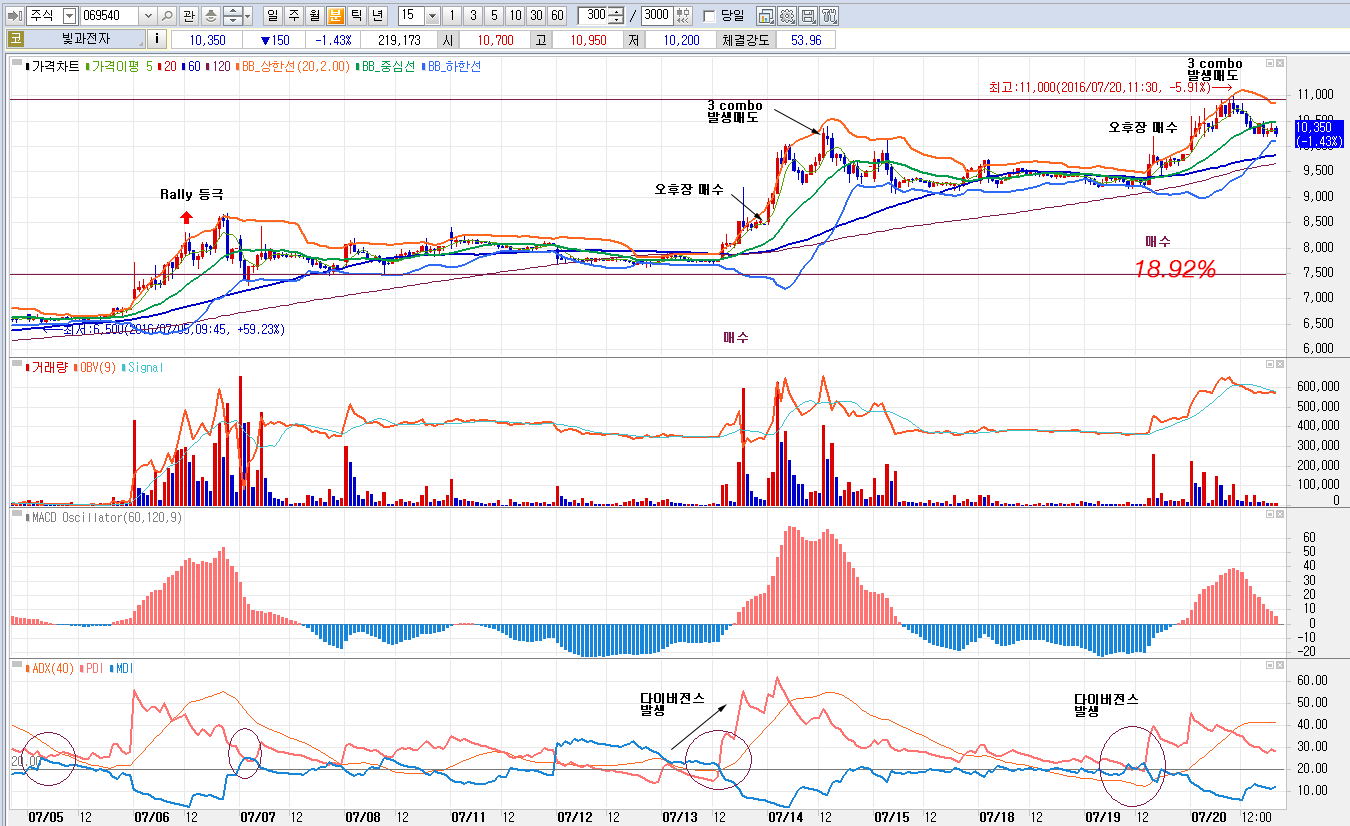 주식 069540 관 일 주 월 분 틱 년 15 1 3 5 10 30 60 300 / 3000 당일
코 빛과전자 i 10,350 ▼150 -1.43% 219,173 시 10,700 고 10,950 저 10,200 체결강도 53.96
가격차트 가격이평 5 20 60 120 BB_상한선(20,2.00) BB_중심선 BB_하한선
3 combo
발생매도
최고:11,000(2016/07/20,11:30, -5.91%)
11,000
3 combo
발생매도
오후장 매수
10,350
(-1.43%)
9,500
오후장 매수
Rally 등극
9,000
8,500
매수
8,000
18.92%
7,500
7,000
최저:6,500(2016/07/05,09:45, +59.23%)
6,500
매수
6,000
거래량 OBV(9) Signal
600,000
500,000
400,000
300,000
200,000
100,000
0
MACD Oscillator(60,120,9)
60
50
40
30
20
10
0
-10
-20
ADX(40) PDI MDI
60.00
다이버전스
발생
다이버전스
발생
50.00
40.00
30.00
20.00
20.00
10.00
07/05 12 07/06 12 07/07 12 07/08 12 07/11 12 07/12 12 07/13 12 07/14 12 07/15 12 07/18 12 07/19 12 07/20 12:00